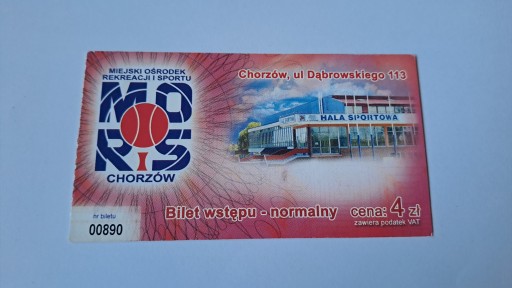 MIEJSKI OŚRODEK
REKREACJI I SPORTU
MO
RiS
CHORZÓW
nr biletu
00890
Chorzów, ul Dąbrowskiego 113
HALA SPORTOWA
Bilet wstępu - normalny
cena: 4 zł
zawiera podatek VAT